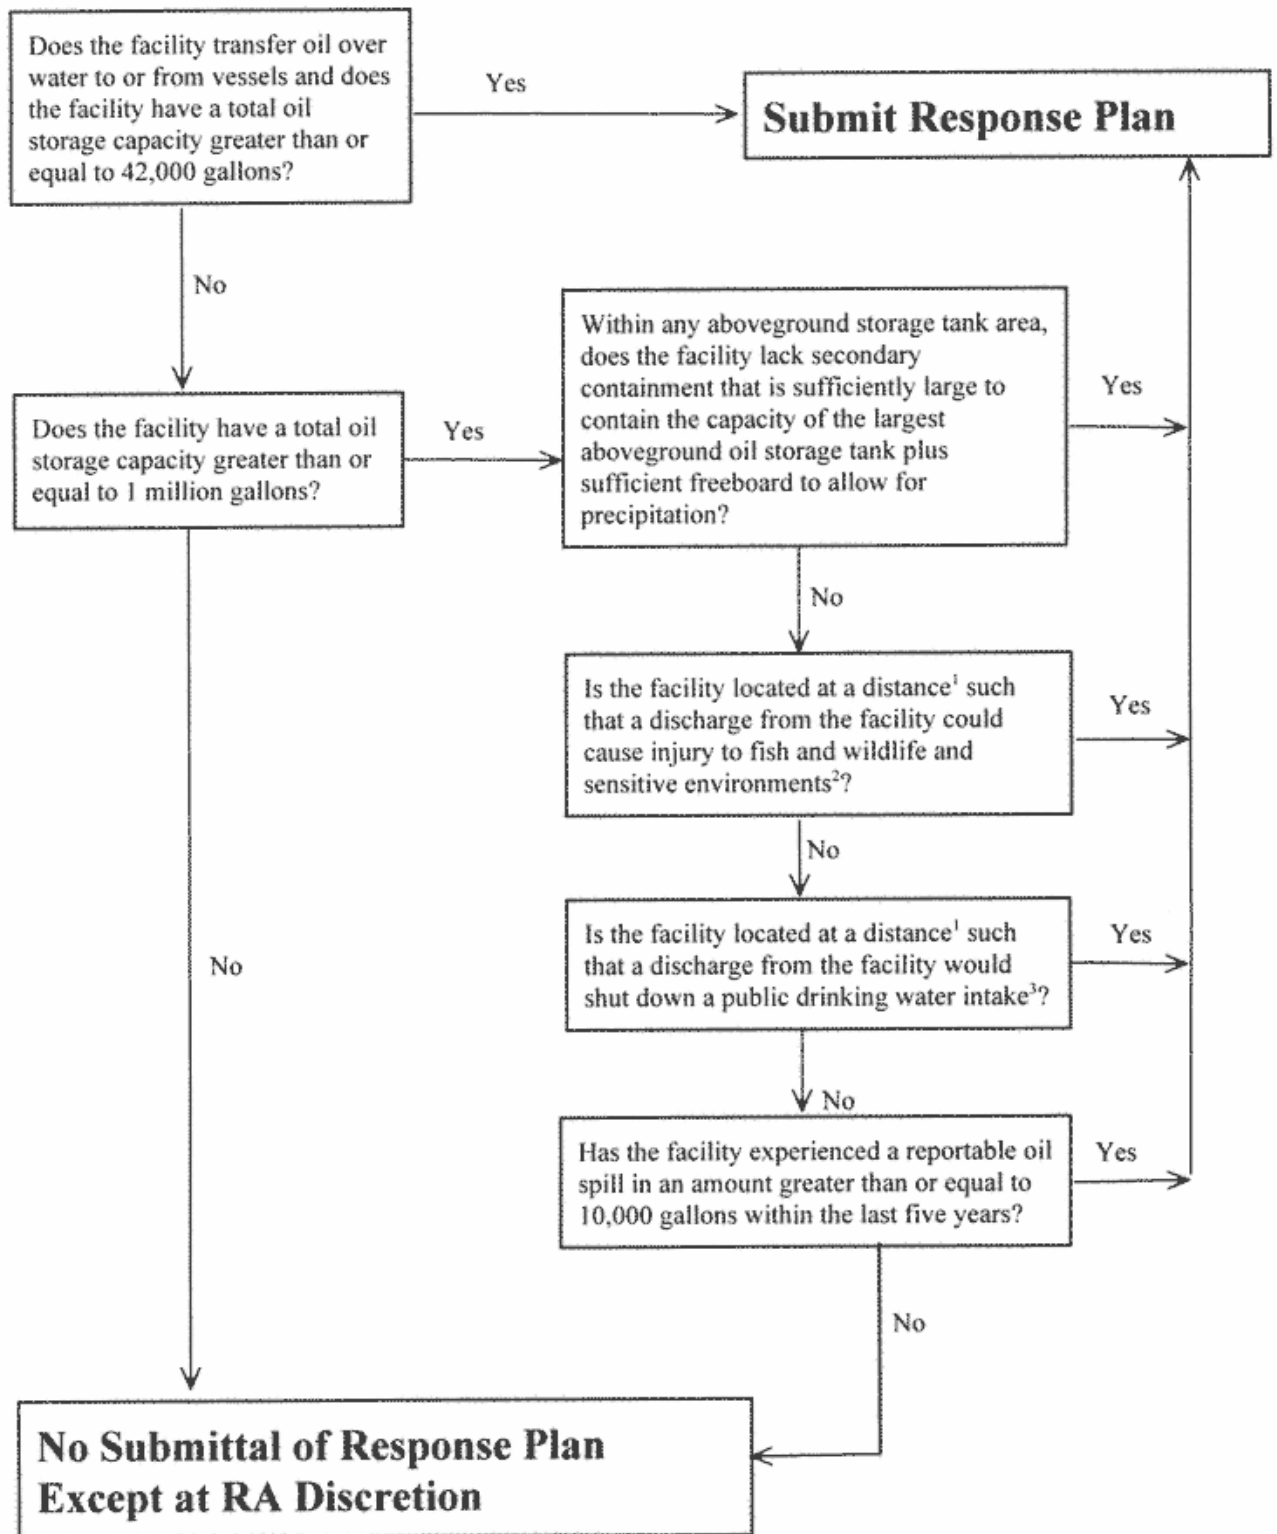 Does the facility transfer oil over
water to or from vessels and does
the facility have a total oil
storage capacity greater than or
equal to 42,000 gallons?
Yes
Submit Response Plan
No
Within any aboveground storage tank area,
does the facility lack secondary
containment that is sufficiently large to
contain the capacity of the largest
aboveground oil storage tank plus
sufficient freeboard to allow for
precipitation?
Yes
Does the facility have a total oil
storage capacity greater than or
equal to 1 million gallons?
Yes
No
Is the facility located at a distance¹ such
that a discharge from the facility could
cause injury to fish and wildlife and
sensitive environments²?
Yes
No
Is the facility located at a distance¹ such
that a discharge from the facility would
shut down a public drinking water intake³?
Yes
No
No
Has the facility experienced a reportable oil
spill in an amount greater than or equal to
10,000 gallons within the last five years?
Yes
No
No Submittal of Response Plan
Except at RA Discretion